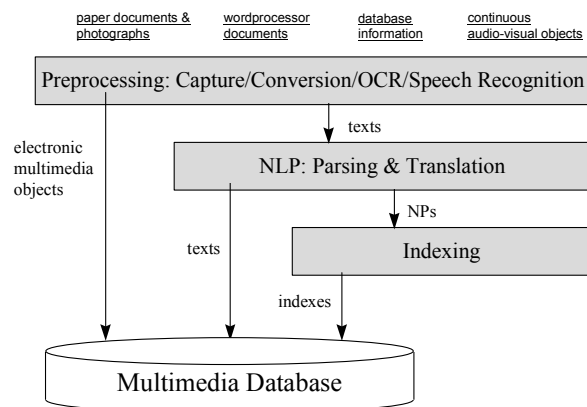 paper documents &
photographs
wordprocessor
documents
database
information
continuous
audio-visual objects
Preprocessing: Capture/Conversion/OCR/Speech Recognition
texts
electronic
multimedia
objects
NLP: Parsing & Translation
NPs
texts
Indexing
indexes
Multimedia Database